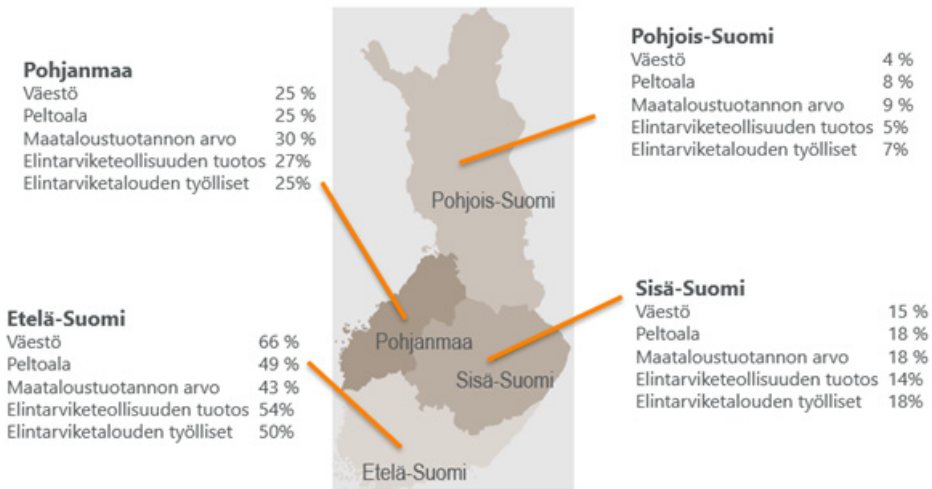 Pohjanmaa
Väestö 25 %
Peltoala 25 %
Maataloustuotannon arvo 30 %
Elintarviketeollisuuden tuotos 27%
Elintarviketalouden työlliset 25%
Pohjois-Suomi
Väestö 4 %
Peltoala 8 %
Maataloustuotannon arvo 9 %
Elintarviketeollisuuden tuotos 5%
Elintarviketalouden työlliset 7%
Etelä-Suomi
Väestö 66 %
Peltoala 49 %
Maataloustuotannon arvo 43 %
Elintarviketeollisuuden tuotos 54%
Elintarviketalouden työlliset 50%
Sisä-Suomi
Väestö 15 %
Peltoala 18 %
Maataloustuotannon arvo 18 %
Elintarviketeollisuuden tuotos 14%
Elintarviketalouden työlliset 18%
Pohjois-Suomi
Pohjanmaa
Sisä-Suomi
Etelä-Suomi